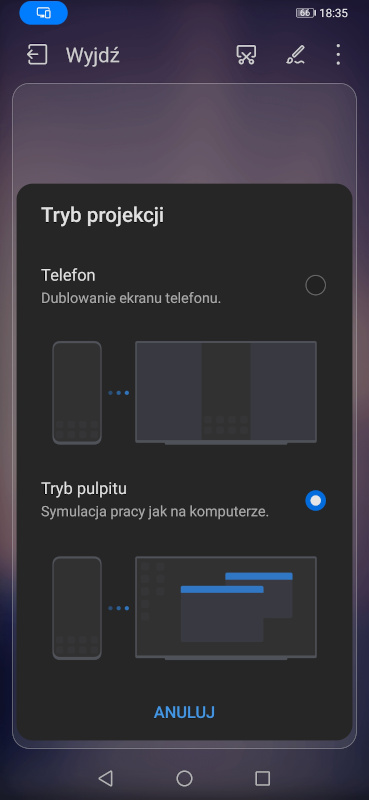 66 18:35
Wyjdź
Tryb projekcji
Telefon
Dublowanie ekranu telefonu.
Tryb pulpitu
Symulacja pracy jak na komputerze.
ANULUJ